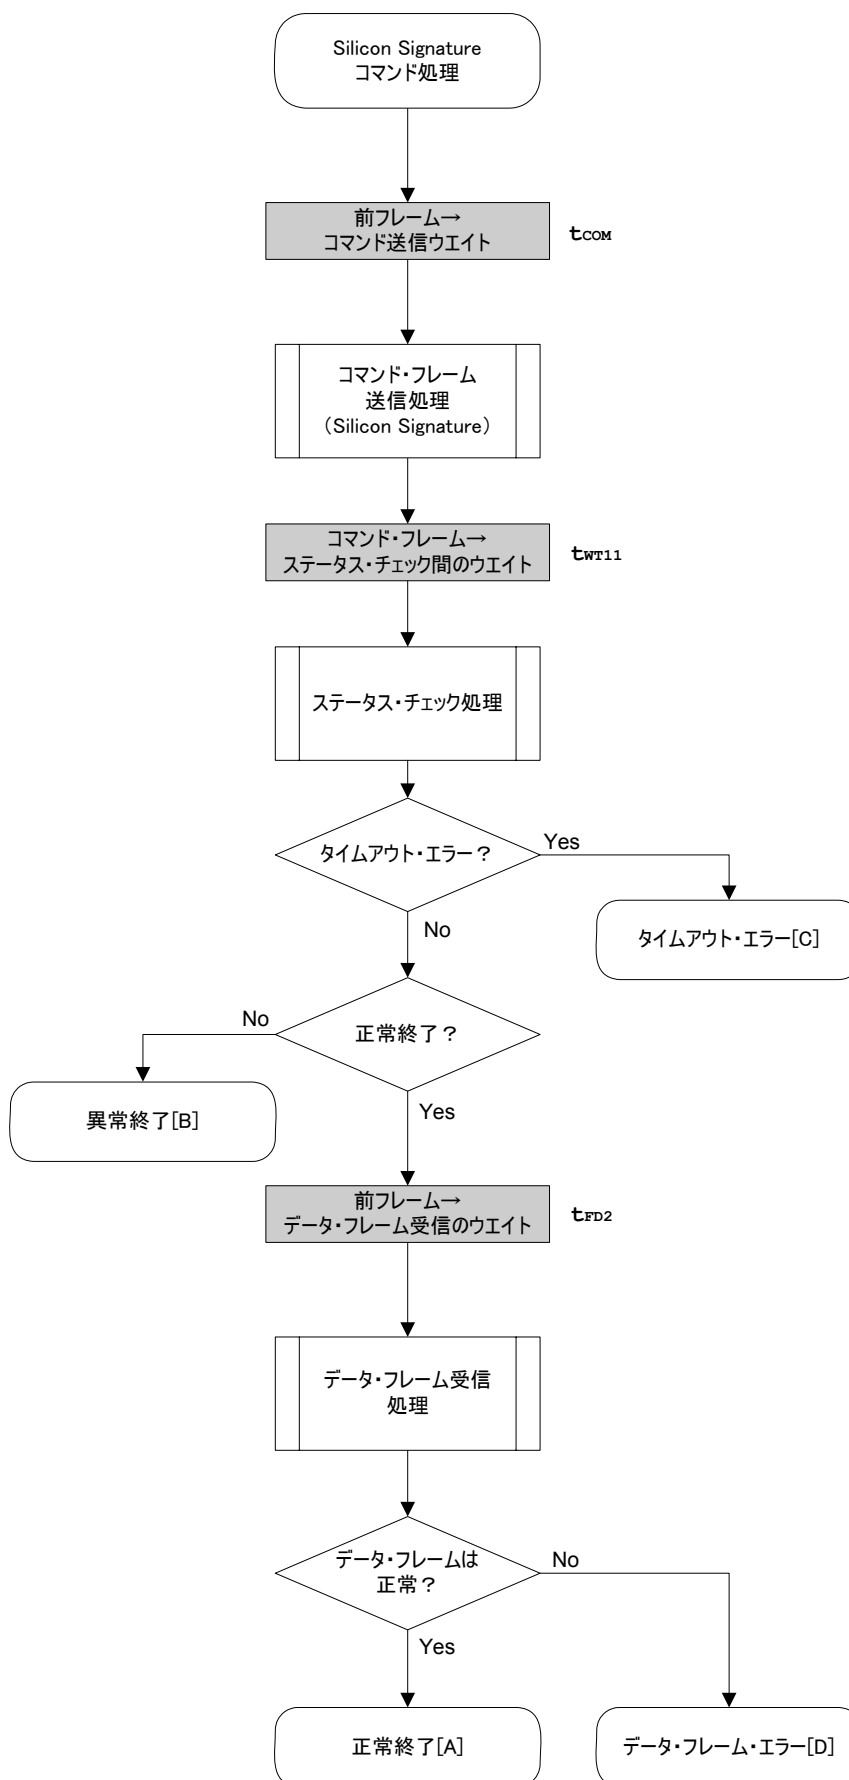 Silicon Signature
コマンド処理
前フレーム→
コマンド送信ウエイト
tCOM
コマンド・フレーム
送信処理
（Silicon Signature）
コマンド・フレーム→
ステータス・チェック間のウエイト
tWT11
ステータス・チェック処理
タイムアウト・エラー？
Yes
タイムアウト・エラー[C]
No
正常終了？
No
異常終了[B]
Yes
前フレーム→
データ・フレーム受信のウエイト
tFD2
データ・フレーム受信
処理
データ・フレームは
正常？
No
Yes
正常終了[A]
データ・フレーム・エラー[D]